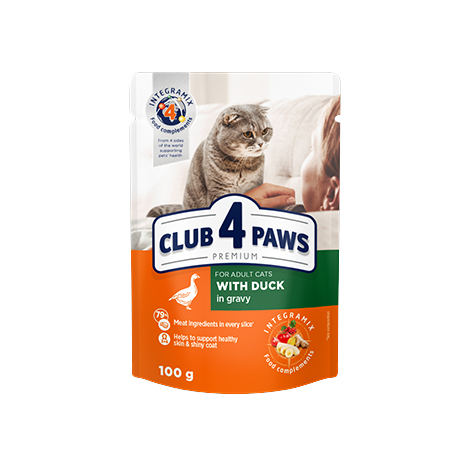 INTEGRAMIX
4
Food complements
From 4 sides
of the world
supporting
pets' health
CLUB 4 PAWS
PREMIUM
FOR ADULT CATS
WITH DUCK
in gravy
79%
Meat ingredients in every slice*
Helps to support healthy
skin & shiny coat
INTEGRAMIX
Food complements
100 g